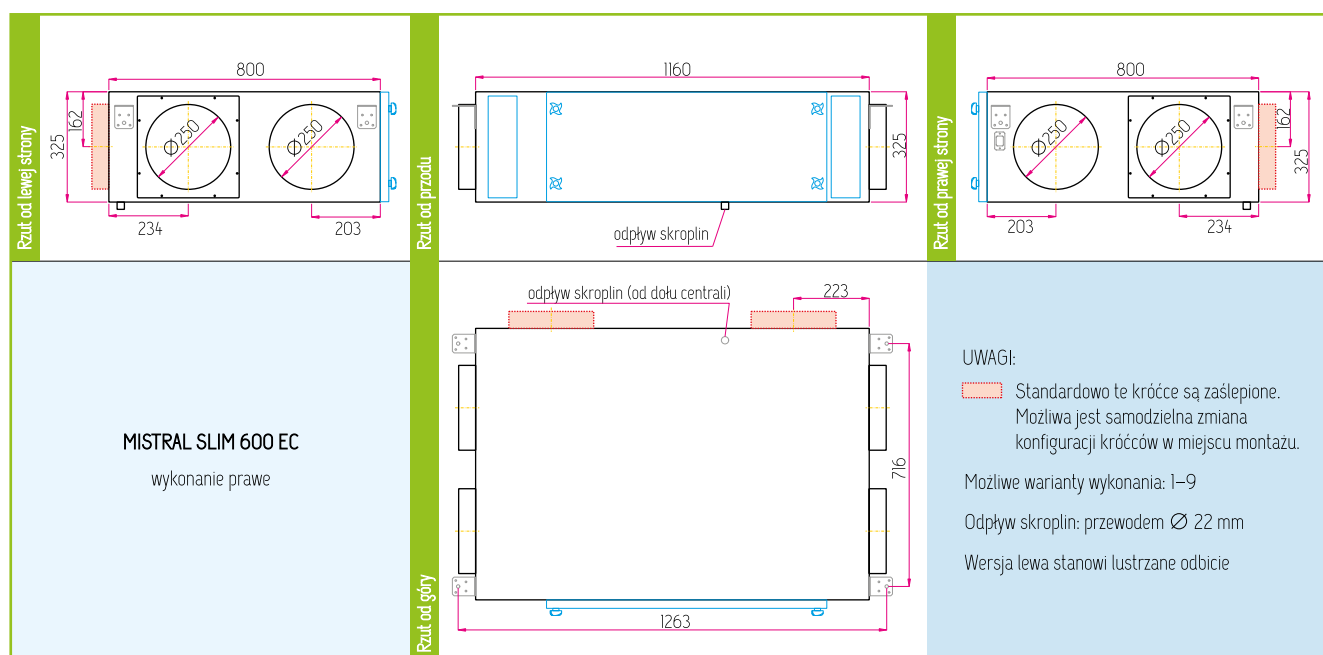 Rzut od lewej strony
800
162
325
Ø250
Ø250
234
203
Rzut od przodu
1160
325
odpływ skroplin
Rzut od prawej strony
800
Ø250
Ø250
162
325
203
234
MISTRAL SLIM 600 EC
wykonanie prawe
Rzut od góry
odpływ skroplin (od dołu centrali)
223
716
1263
UWAGI:
Standardowo te króćce są zaślepione.
Możliwa jest samodzielna zmiana
konfiguracji króćców w miejscu montażu.
Możliwe warianty wykonania: 1–9
Odpływ skroplin: przewodem Ø 22 mm
Wersja lewa stanowi lustrzane odbicie